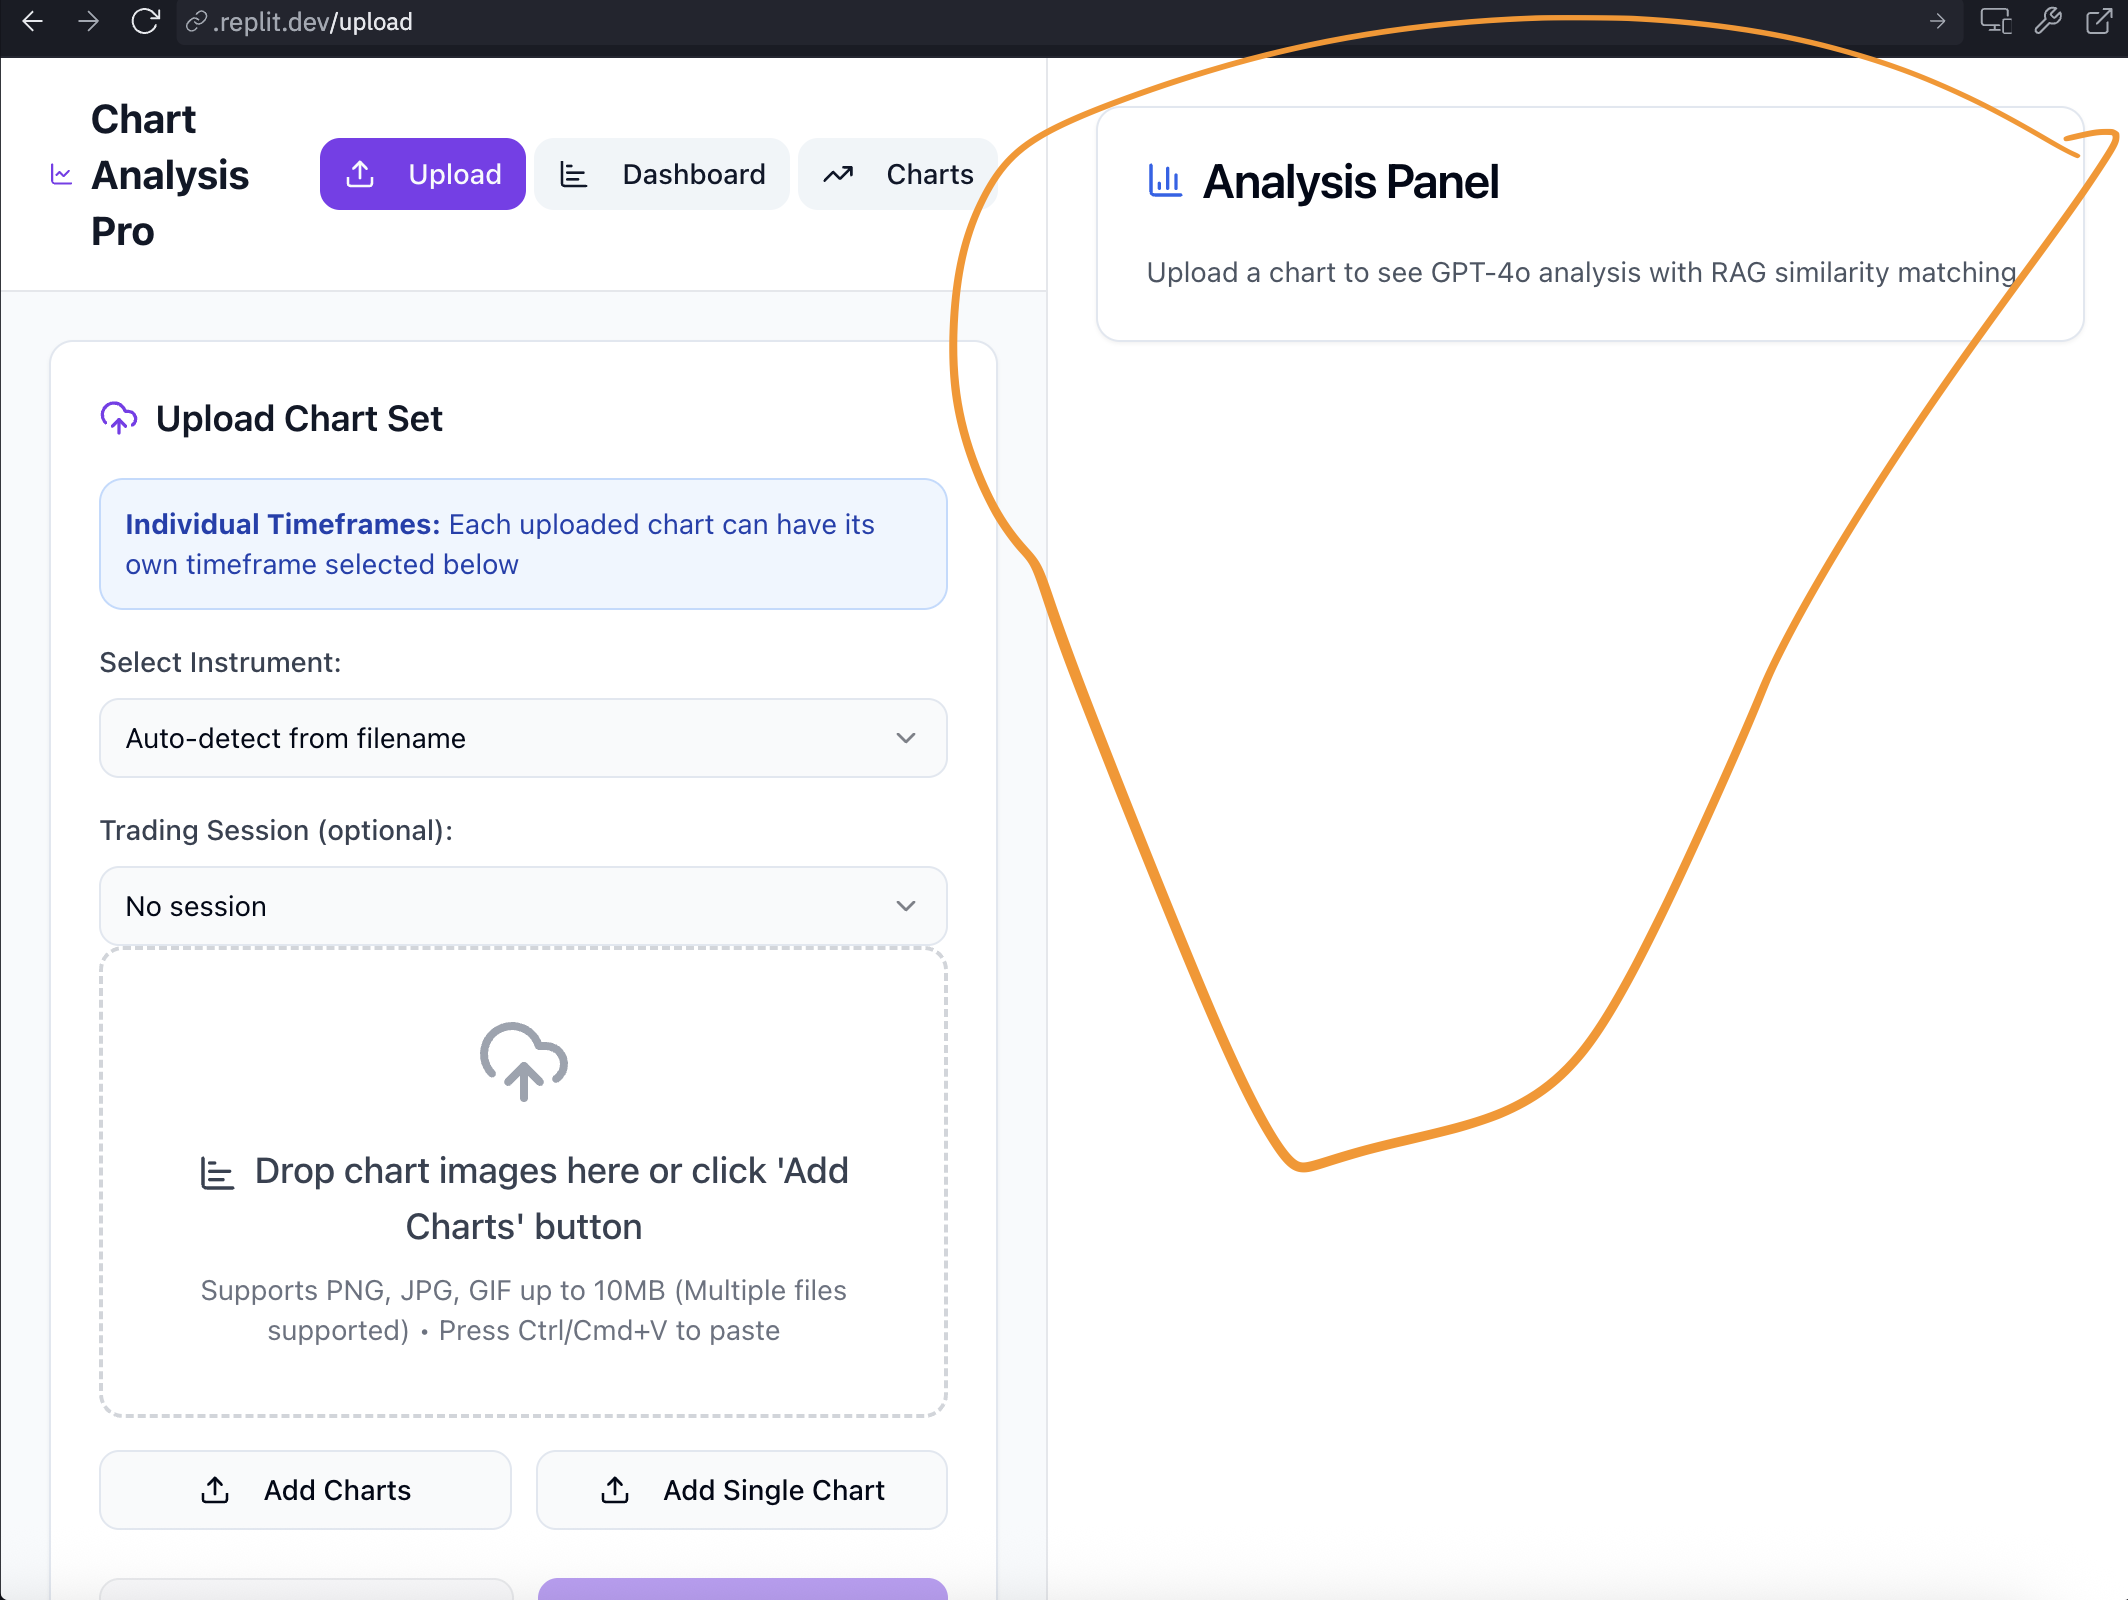 .replit.dev/upload
Chart
Analysis
Pro
Upload
Dashboard
Charts
Upload Chart Set
Individual Timeframes: Each uploaded chart can have its
own timeframe selected below
Select Instrument:
Auto-detect from filename
Trading Session (optional):
No session
Drop chart images here or click 'Add
Charts' button
Supports PNG, JPG, GIF up to 10MB (Multiple files
supported) • Press Ctrl/Cmd+V to paste
Add Charts
Add Single Chart
Analysis Panel
Upload a chart to see GPT-4o analysis with RAG similarity matching